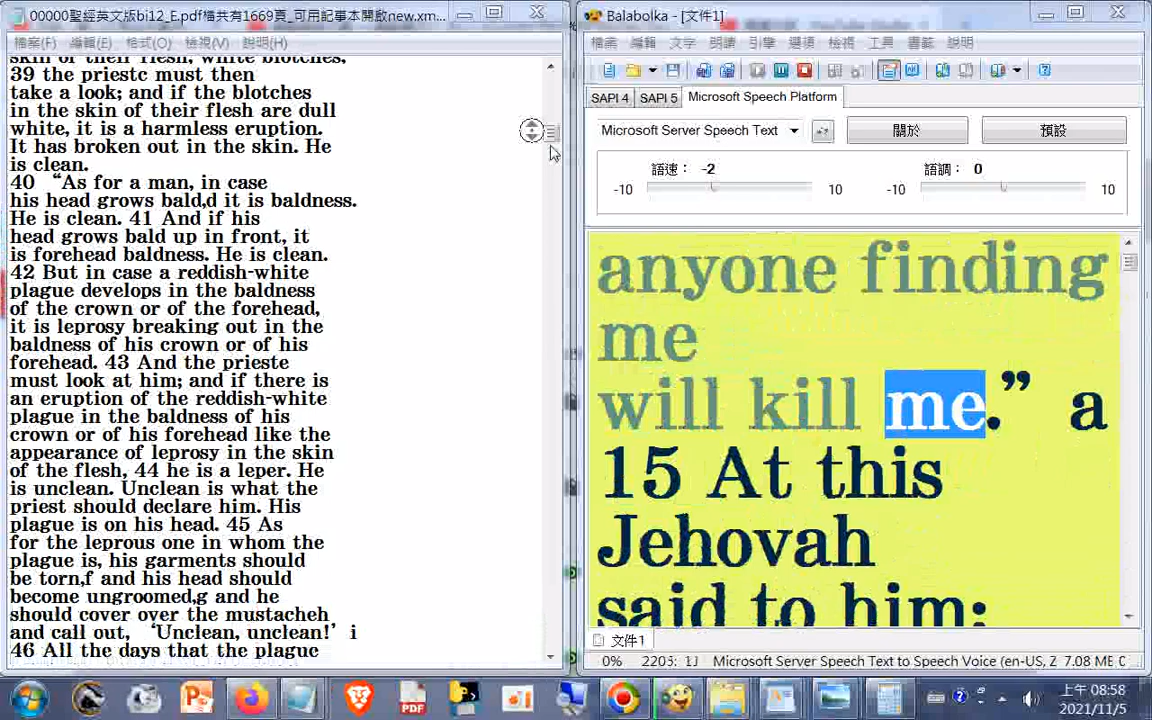 00000聖經英文版bi12_E.pdf檔共有1669頁_可用記事本開啟new.xm...
檔案(F) 編輯(E) 格式(O) 檢視(V) 說明(H)
skin of their flesh, white blotches,
39 the priestc must then
take a look; and if the blotches
in the skin of their flesh are dull
white, it is a harmless eruption.
It has broken out in the skin. He
is clean.
40 “As for a man, in case
his head grows bald,d it is baldness.
He is clean. 41 And if his
head grows bald up in front, it
is forehead baldness. He is clean.
42 But in case a reddish-white
plague develops in the baldness
of the crown or of the forehead,
it is leprosy breaking out in the
baldness of his crown or of his
forehead. 43 And the prieste
must look at him; and if there is
an eruption of the reddish-white
plague in the baldness of his
crown or of his forehead like the
appearance of leprosy in the skin
of the flesh, 44 he is a leper. He
is unclean. Unclean is what the
priest should declare him. His
plague is on his head. 45 As
for the leprous one in whom the
plague is, his garments should
be torn,f and his head should
become ungroomed,g and he
should cover over the mustacheh
and call out, ‘Unclean, unclean!’ i
46 All the days that the plague
Balabolka - [文件1]
檔案 編輯 文字 朗讀 引擎 選項 檢視 工具 書籤 說明
SAPI 4 SAPI 5 Microsoft Speech Platform
Microsoft Server Speech Text 關於 預設
語速： -2 語調： 0
-10 10 -10 10
anyone finding
me
will kill me.” a
15 At this
Jehovah
said to him:
文件1
0% 2203: 1 Microsoft Server Speech Text to Speech Voice (en-US, Z 7.08 MB
PDF
上午 08:58
2021/11/5